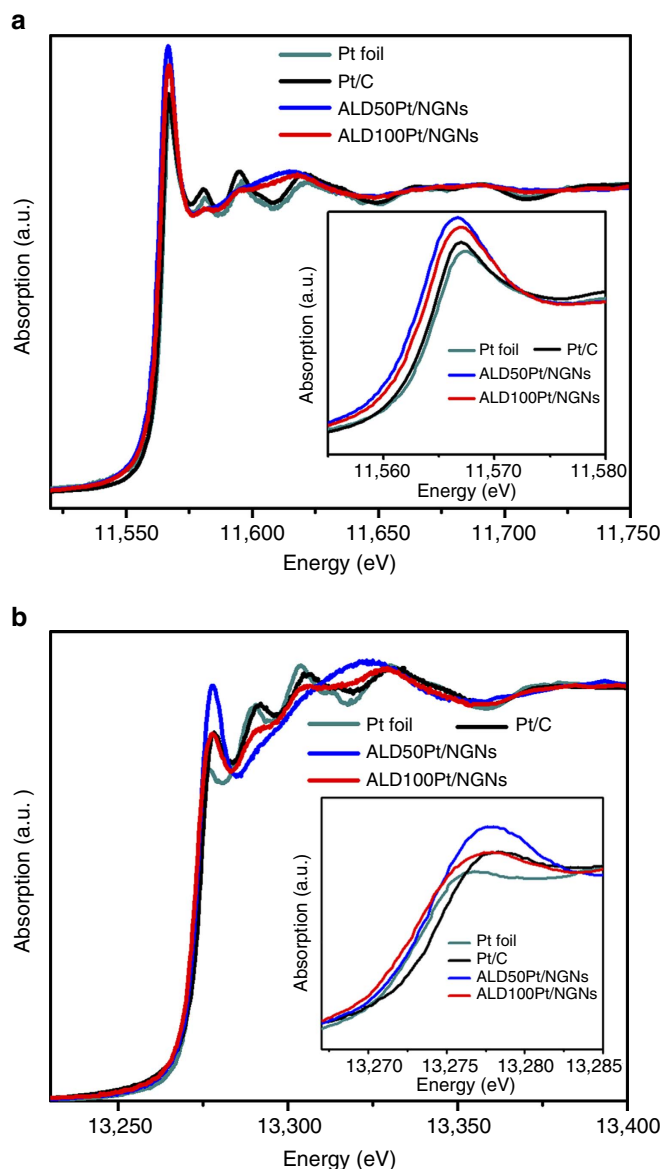 a
Pt foil
Pt/C
ALD50Pt/NGNs
ALD100Pt/NGNs
Absorption (a.u.)
Absorption (a.u.)
Pt foil Pt/C
ALD50Pt/NGNs
ALD100Pt/NGNs
11,560 11,570 11,580
Energy (eV)
11,550 11,600 11,650 11,700 11,750
Energy (eV)
b
Pt foil Pt/C
ALD50Pt/NGNs
ALD100Pt/NGNs
Absorption (a.u. )
Absorption (a.u.)
Pt foil
Pt/C
ALD50Pt/NGNs
ALD100Pt/NGNs
13,270 13,275 13,280 13,285
Energy (eV)
13,250 13,300 13,350 13,400
Energy (eV)